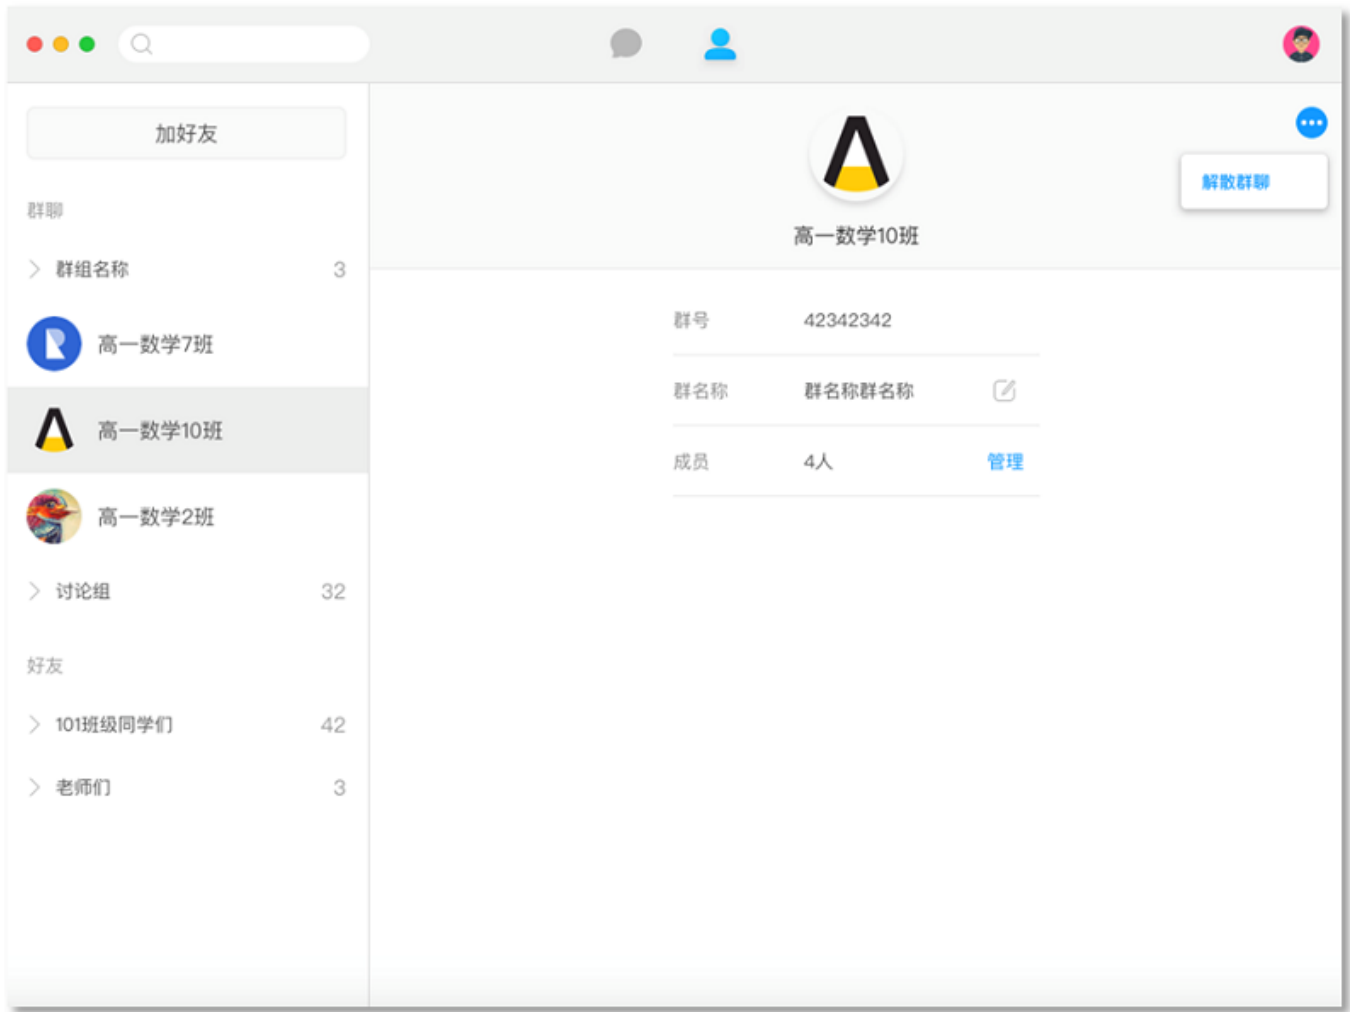 加好友
群聊
群组名称 3
高一数学7班
高一数学10班
高一数学2班
讨论组 32
好友
101班级同学们 42
老师们 3
解散群聊
高一数学10班
群号 42342342
群名称 群名称群名称
成员 4人 管理